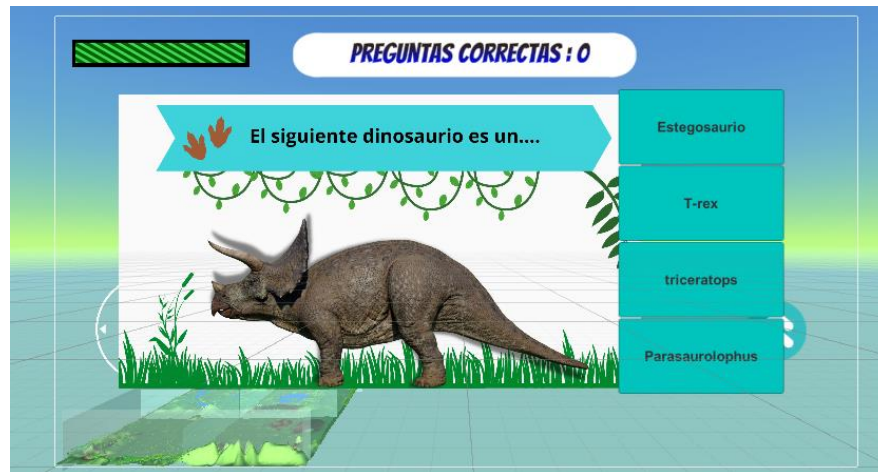 PREGUNTAS CORRECTAS : 0
El siguiente dinosaurio es un....
Estegosaurio
T-rex
triceratops
Parasaurolophus